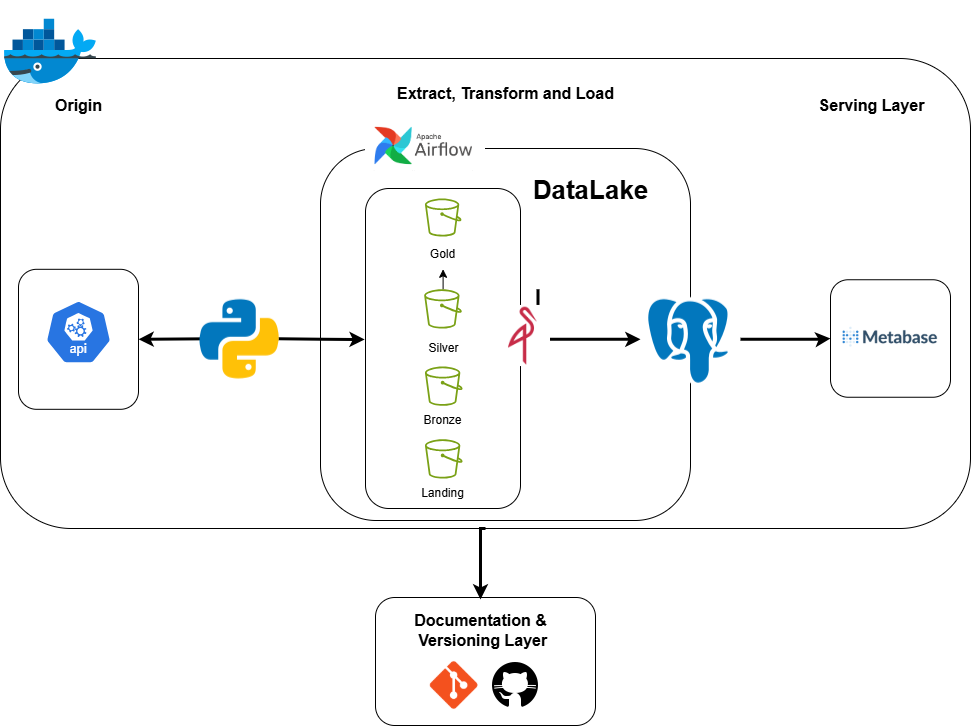 Origin
Extract, Transform and Load
Serving Layer
Apache
Airflow
DataLake
Gold
I
Silver
api
Metabase
Bronze
Landing
Documentation &
Versioning Layer